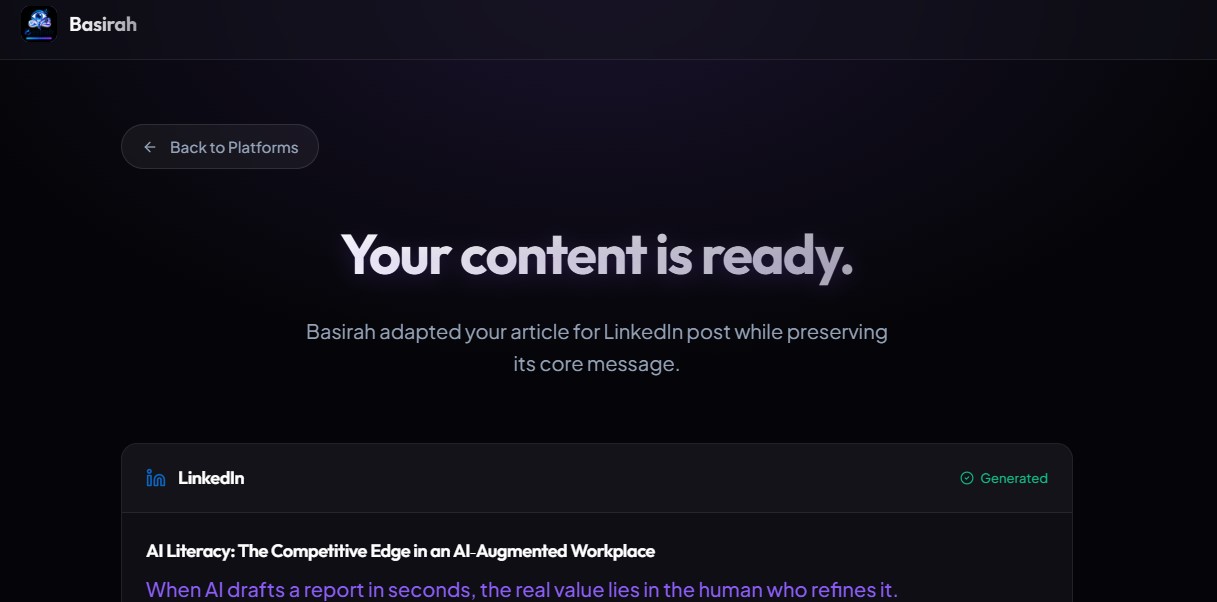 Basirah
Back to Platforms
Your content is ready.
Basirah adapted your article for LinkedIn post while preserving
its core message.
LinkedIn
Generated
AI Literacy: The Competitive Edge in an AI-Augmented Workplace
When AI drafts a report in seconds, the real value lies in the human who refines it.